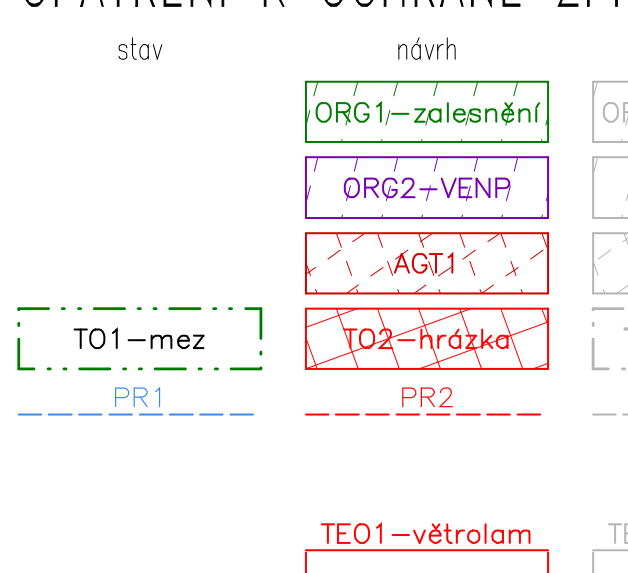 K
stav návrh
ORG1-zalesnění
ORG2-VENP
AGT1
TO1-mez TO2-hrázka
PR1 PR2
TEO1-větrolam